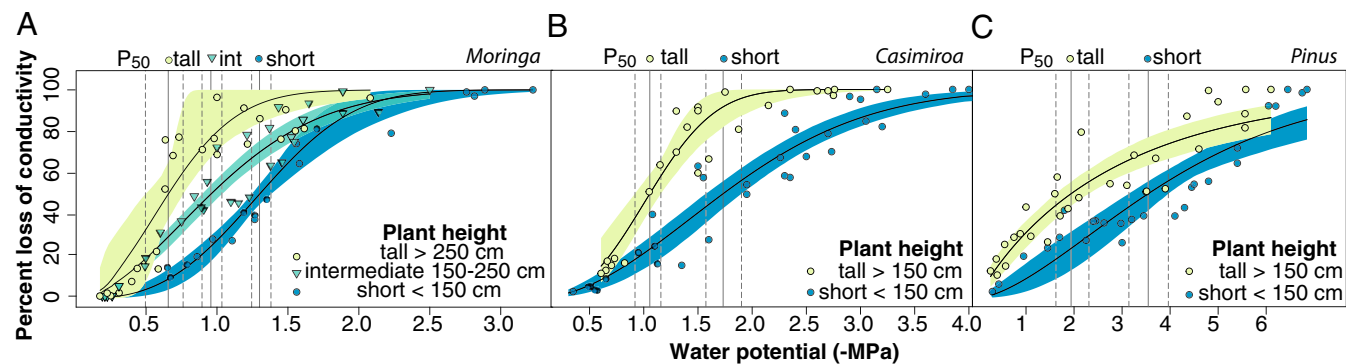 A
P50 tall int short Moringa
B
P50 tall short Casimiroa
C
P50 tall short Pinus
Percent loss of conductivity
100
80
60
40
20
0
Plant height
tall > 250 cm
intermediate 150-250 cm
short < 150 cm
Plant height
tall > 150 cm
short < 150 cm
Plant height
tall > 150 cm
short < 150 cm
0.5 1.0 1.5 2.0 2.5 3.0
0.5 1.0 1.5 2.0 2.5 3.0 3.5 4.0
1 2 3 4 5 6
Water potential (-MPa)